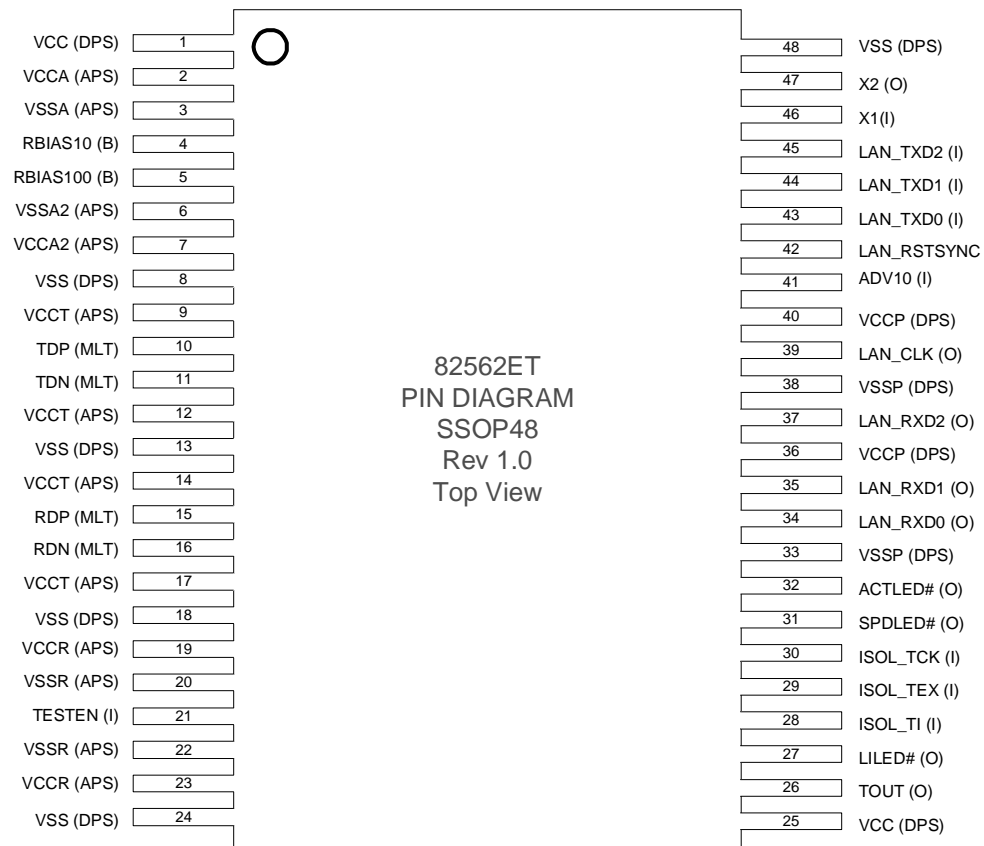 VCC (DPS) 1
VCCA (APS) 2
VSSA (APS) 3
RBIAS10 (B) 4
RBIAS100 (B) 5
VSSA2 (APS) 6
VCCA2 (APS) 7
VSS (DPS) 8
VCCT (APS) 9
TDP (MLT) 10
TDN (MLT) 11
VCCT (APS) 12
VSS (DPS) 13
VCCT (APS) 14
RDP (MLT) 15
RDN (MLT) 16
VCCT (APS) 17
VSS (DPS) 18
VCCR (APS) 19
VSSR (APS) 20
TESTEN (I) 21
VSSR (APS) 22
VCCR (APS) 23
VSS (DPS) 24
82562ET
PIN DIAGRAM
SSOP48
Rev 1.0
Top View
48 VSS (DPS)
47 X2 (O)
46 X1(I)
45 LAN_TXD2 (I)
44 LAN_TXD1 (I)
43 LAN_TXD0 (I)
42 LAN_RSTSYNC
41 ADV10 (I)
40 VCCP (DPS)
39 LAN_CLK (O)
38 VSSP (DPS)
37 LAN_RXD2 (O)
36 VCCP (DPS)
35 LAN_RXD1 (O)
34 LAN_RXD0 (O)
33 VSSP (DPS)
32 ACTLED# (O)
31 SPDLED# (O)
30 ISOL_TCK (I)
29 ISOL_TEX (I)
28 ISOL_TI (I)
27 LILED# (O)
26 TOUT (O)
25 VCC (DPS)